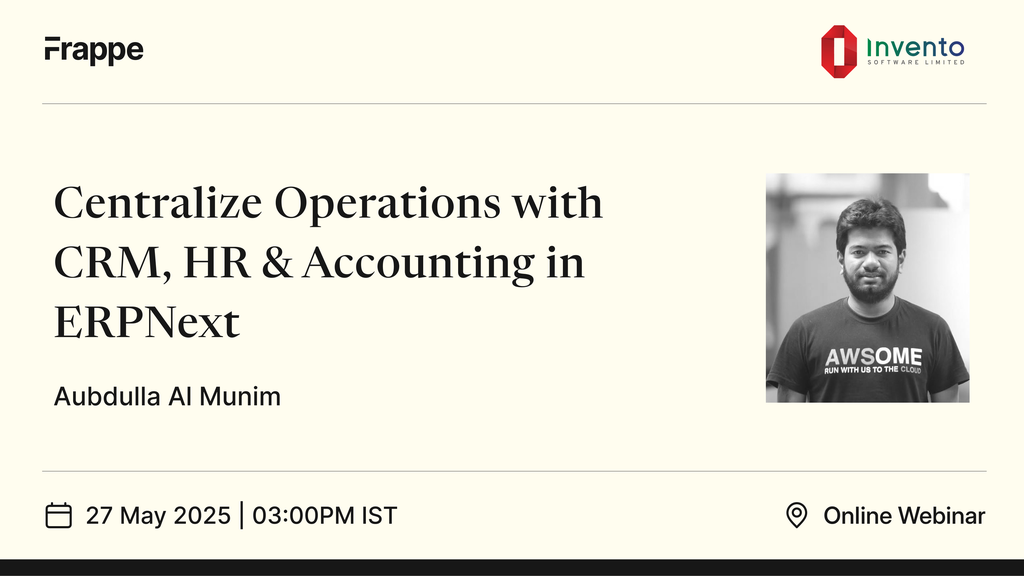 Frappe
Invento
SOFTWARE LIMITED
Centralize Operations with
CRM, HR & Accounting in
ERPNext
Aubdulla Al Munim
AWSOME
RUN WITH US TO THE CLOUD
27 May 2025 | 03:00PM IST
Online Webinar